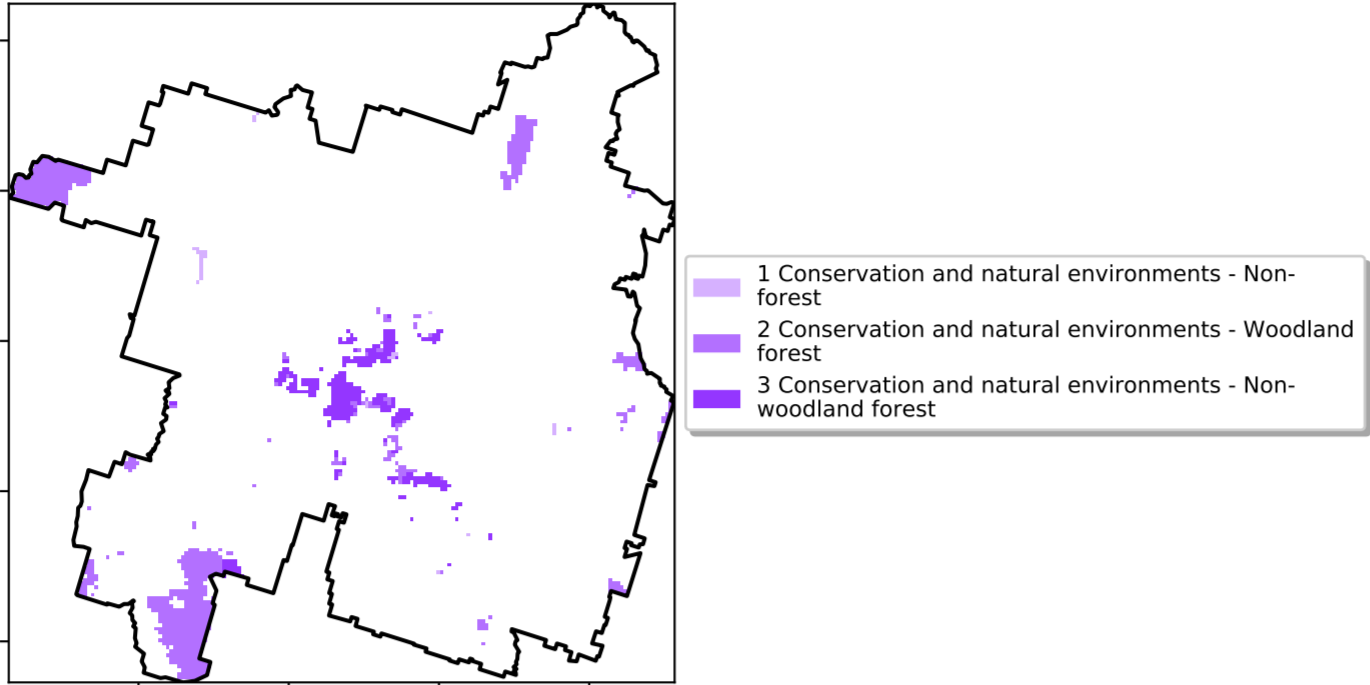 1 Conservation and natural environments - Non-
forest
2 Conservation and natural environments - Woodland
forest
3 Conservation and natural environments - Non-
woodland forest